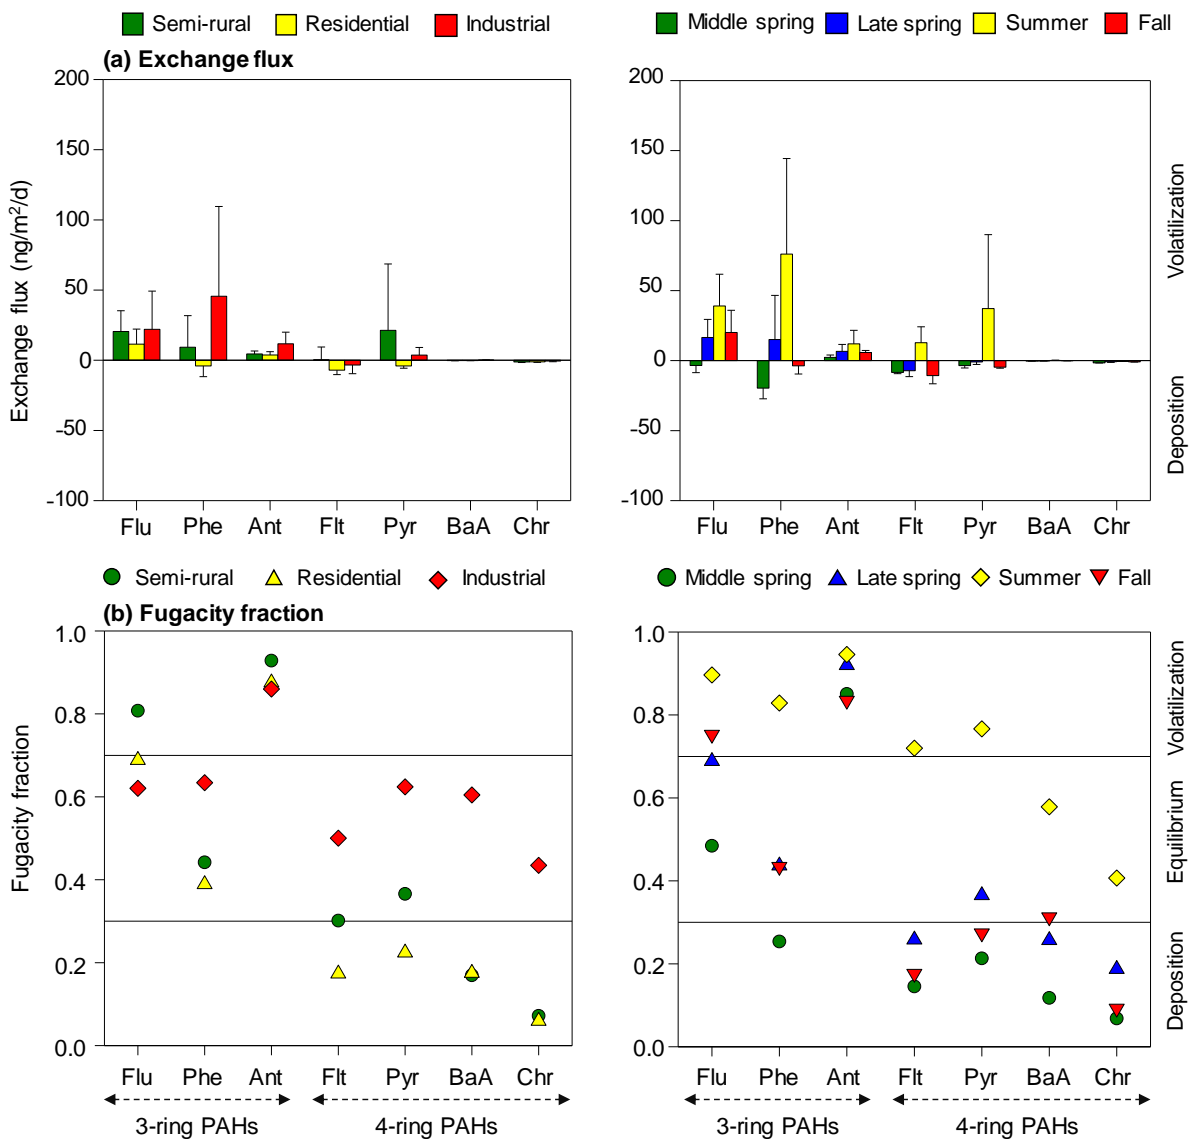 Semi-rural Residential Industrial
Middle spring Late spring Summer Fall
(a) Exchange flux
200
150
100
50
0
-50
-100
Exchange flux (ng/m2/d)
Flu Phe Ant Flt Pyr BaA Chr
200
150
100
50
0
-50
-100
Flu Phe Ant Flt Pyr BaA Chr
Volatilization
Deposition
Semi-rural Residential Industrial
Middle spring Late spring Summer Fall
(b) Fugacity fraction
1.0
0.8
0.6
0.4
0.2
0.0
Fugacity fraction
Flu Phe Ant Flt Pyr BaA Chr
3-ring PAHs 4-ring PAHs
1.0
0.8
0.6
0.4
0.2
0.0
Flu Phe Ant Flt Pyr BaA Chr
3-ring PAHs 4-ring PAHs
Volatilization
Equilibrium
Deposition